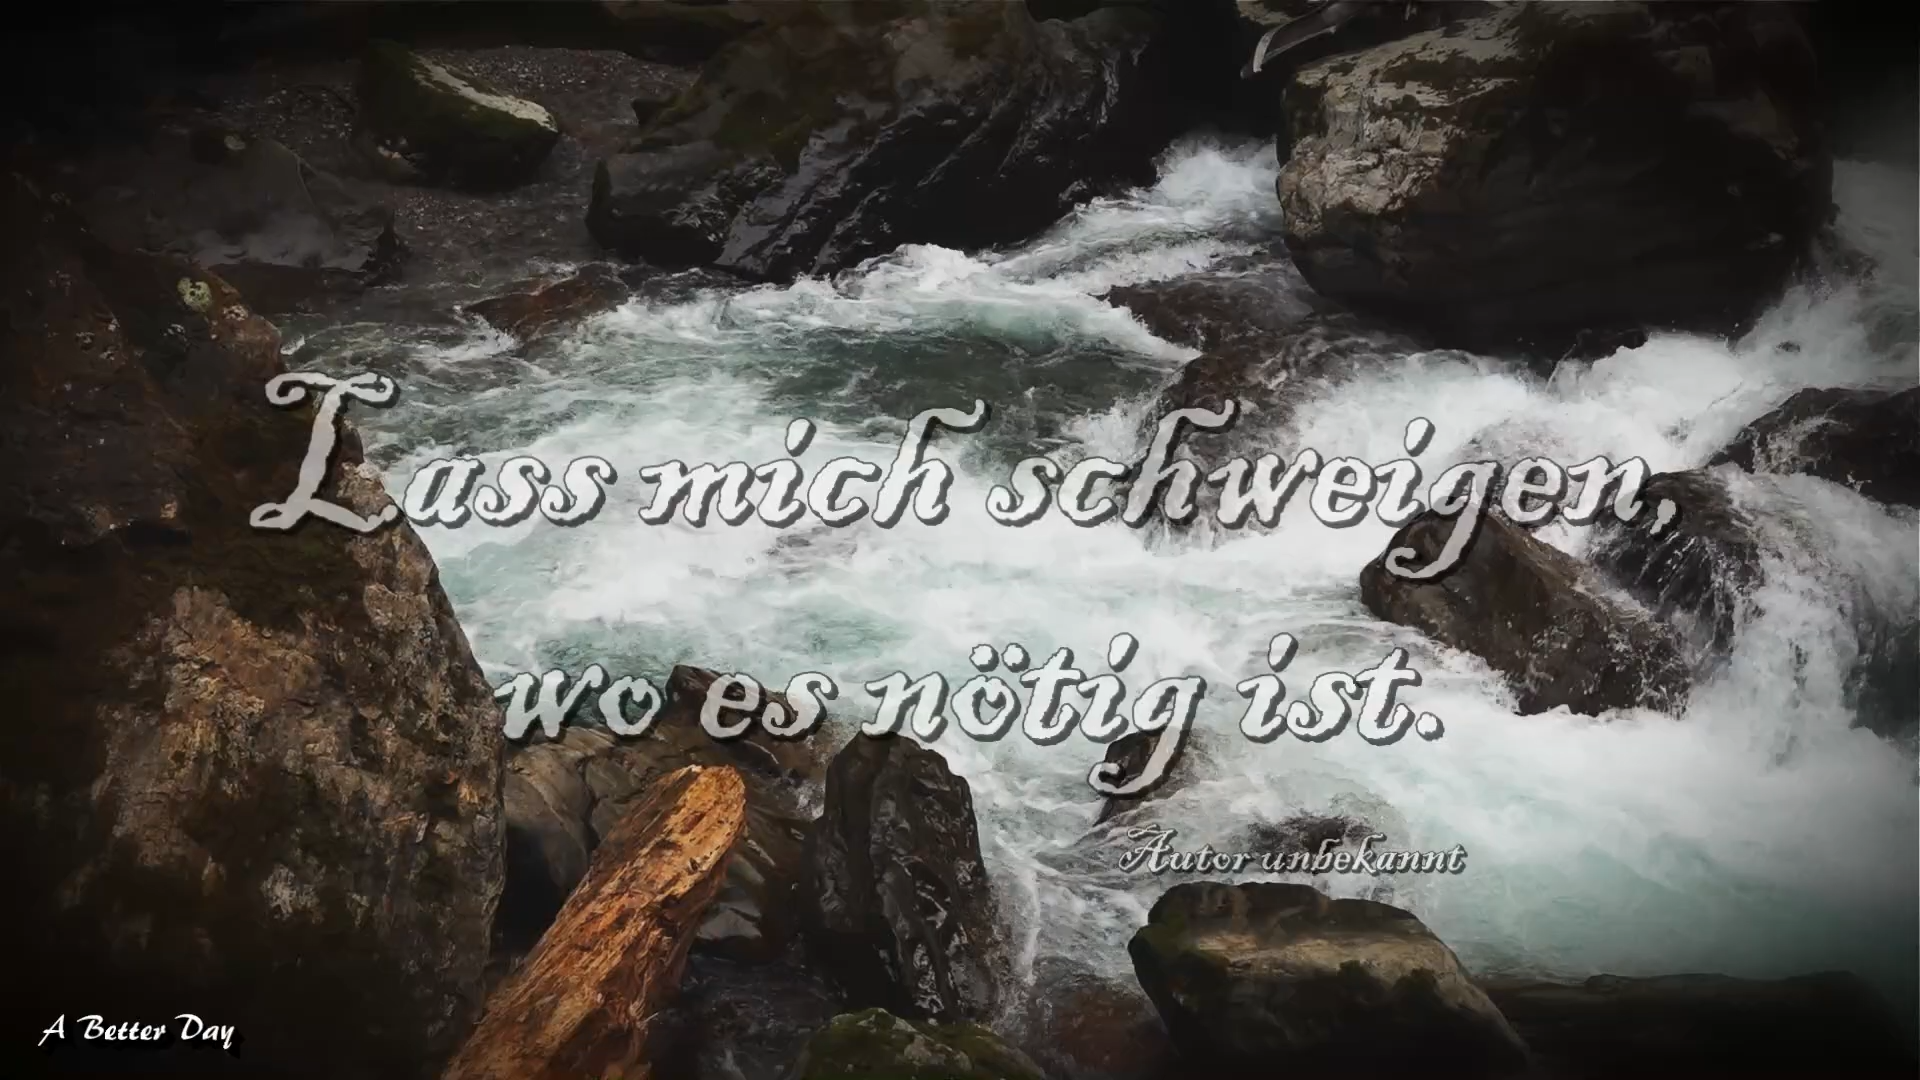 Lass mich schweigen,
wo es nötig ist.
Autor unbekannt
A Better Day